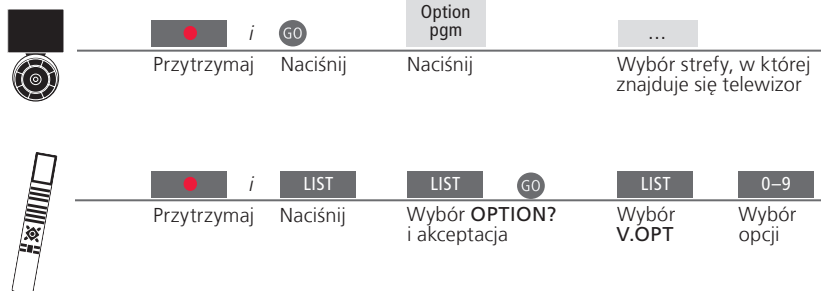 Option
pgm
i GO ...
Przytrzymaj Naciśnij Naciśnij Wybór strefy, w której
znajduje się telewizor
i LIST LIST GO LIST 0–9
Przytrzymaj Naciśnij Wybór OPTION? Wybór Wybór
i akceptacja V.OPT opcji